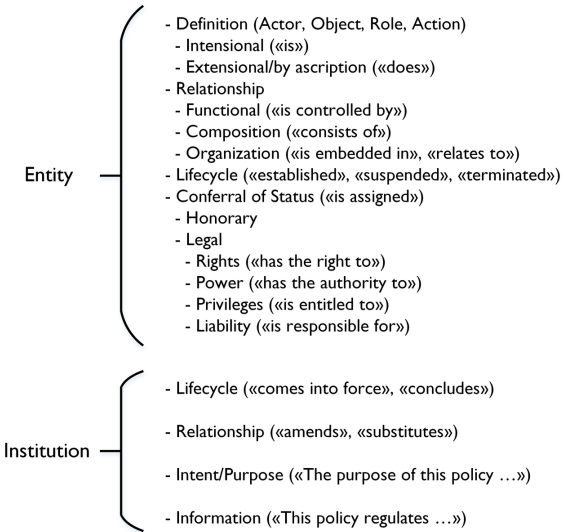 Entity
- Definition (Actor, Object, Role, Action)
- Intensional («is»)
- Extensional/by ascription («does»)
- Relationship
- Functional («is controlled by»)
- Composition («consists of»)
- Organization («is embedded in», «relates to»)
- Lifecycle («established», «suspended», «terminated»)
- Conferral of Status («is assigned»)
- Honorary
- Legal
- Rights («has the right to»)
- Power («has the authority to»)
- Privileges («is entitled to»)
- Liability («is responsible for»)
Institution
- Lifecycle («comes into force», «concludes»)
- Relationship («amends», «substitutes»)
- Intent/Purpose («The purpose of this policy …»)
- Information («This policy regulates …»)